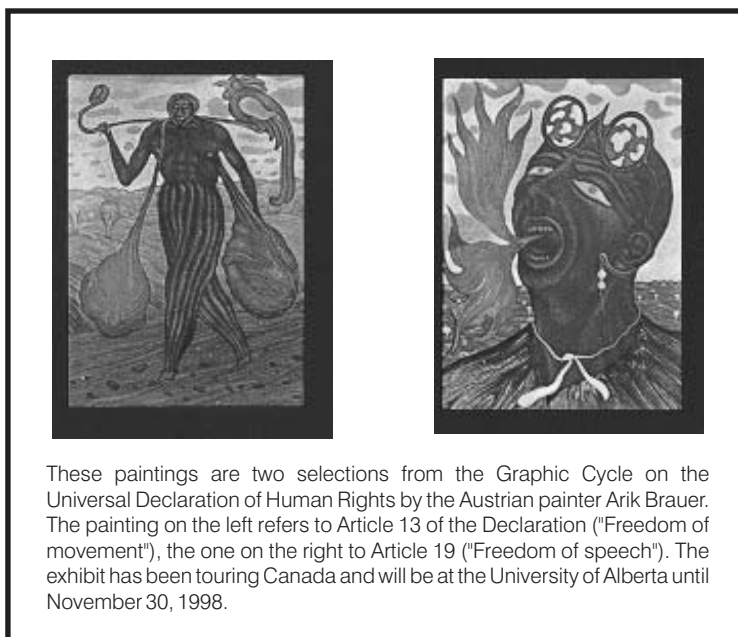 These paintings are two selections from the Graphic Cycle on the
Universal Declaration of Human Rights by the Austrian painter Arik Brauer.
The painting on the left refers to Article 13 of the Declaration ("Freedom of
movement"), the one on the right to Article 19 ("Freedom of speech"). The
exhibit has been touring Canada and will be at the University of Alberta until
November 30, 1998.